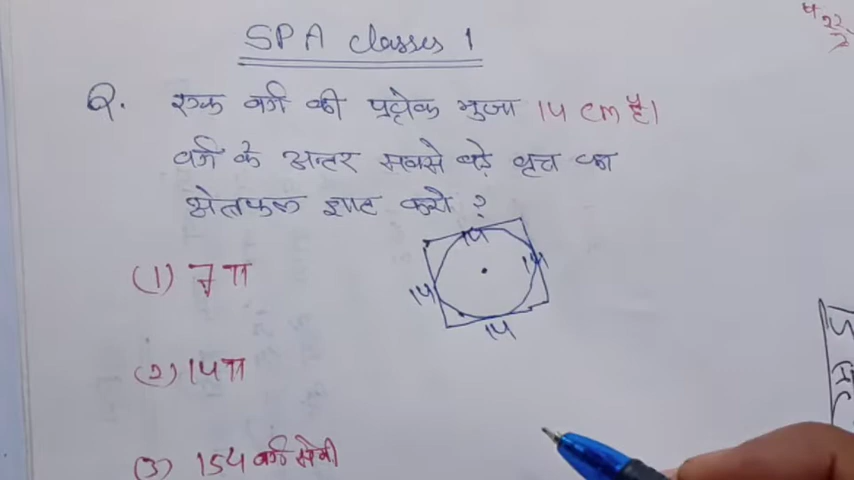 SPA classes 1
Q. एक वर्ग की प्रत्येक भुजा 14 cm है।
वर्ग के अन्दर सबसे बड़े वृत्त का
क्षेत्रफल ज्ञात करो ?
14
14
14
14
(1) 7π
(2) 14π
(3) 154 वर्ग सेमी
22